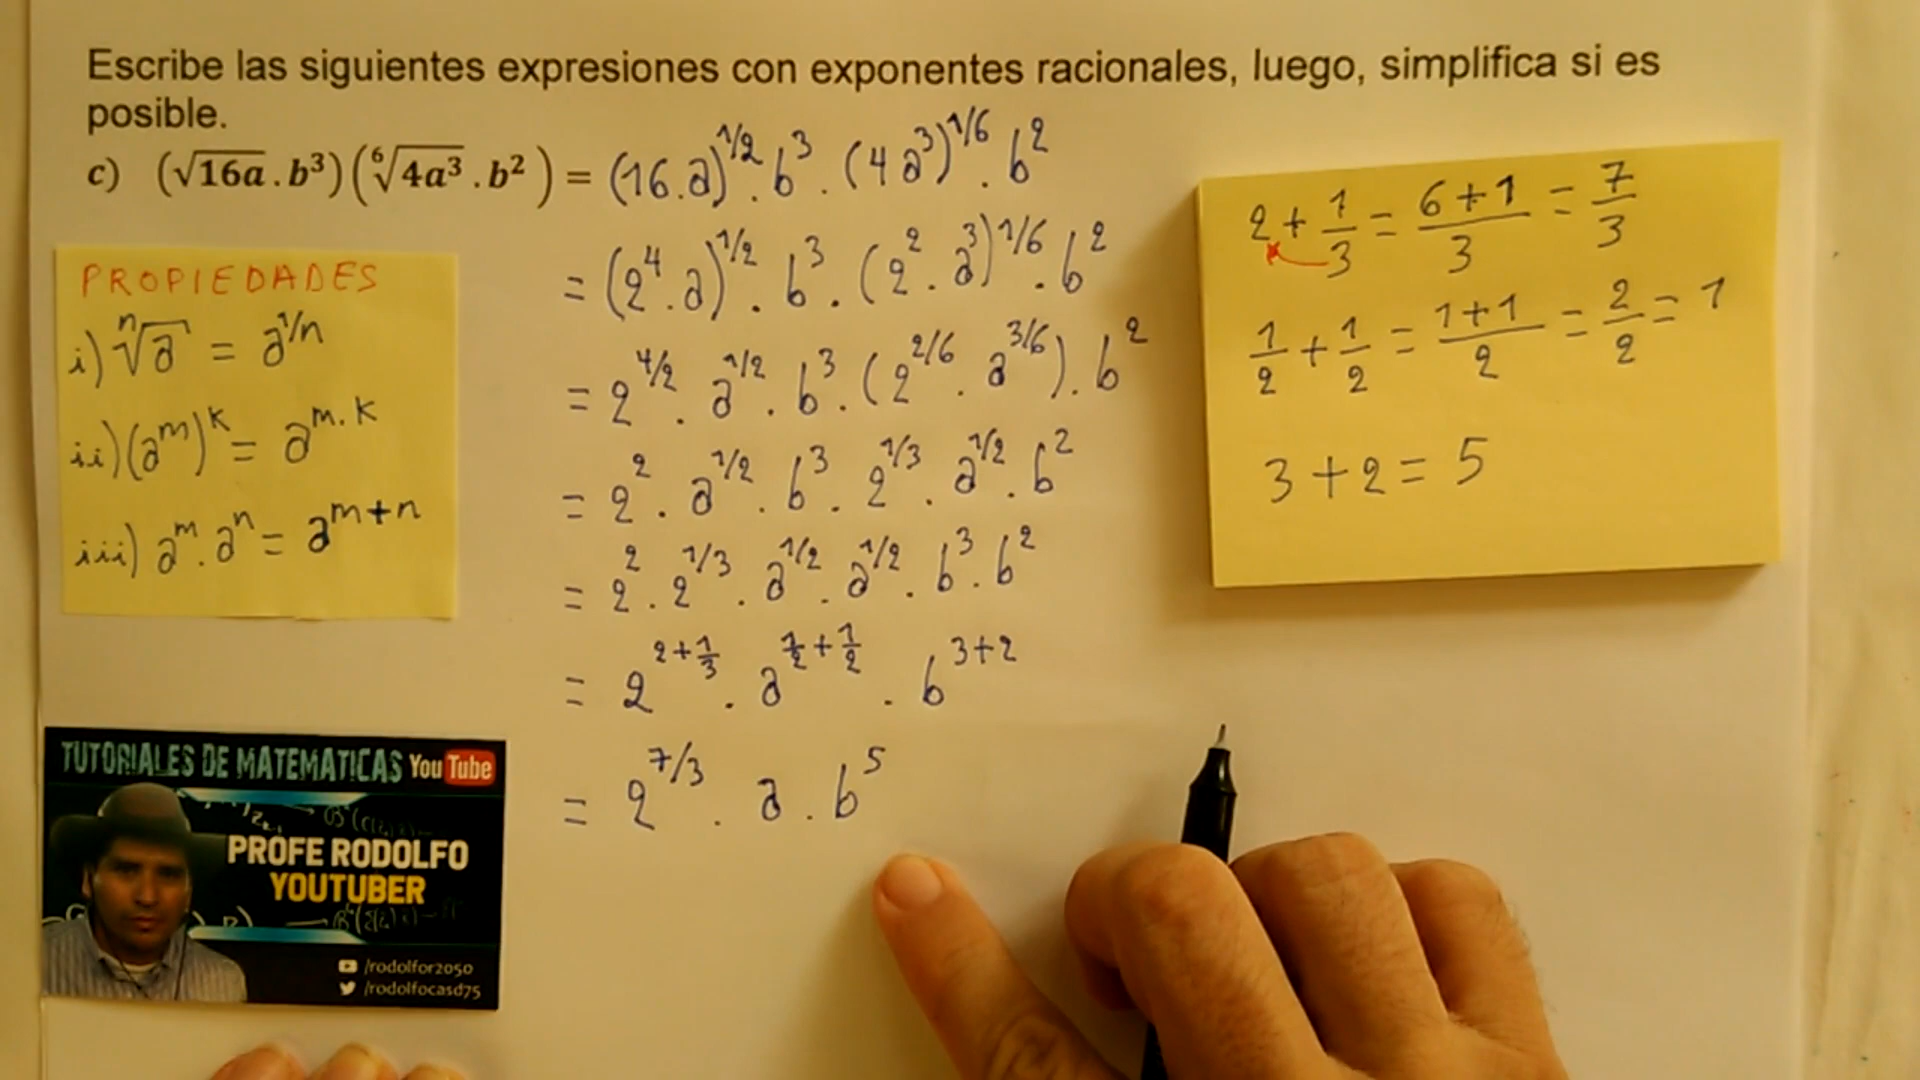 Escribe las siguientes expresiones con exponentes racionales, luego, simplifica si es
posible.
c) (√16a . b³)(⁶√4a³ . b²) = (16.a)^1/2 . b³ . (4a³)^1/6 . b²
= (2⁴ . a)^1/2 . b³ . (2² . a³)^1/6 . b²
= 2^4/2 . a^1/2 . b³ . (2^2/6 . a^3/6) . b²
= 2² . a^1/2 . b³ . 2^1/3 . a^1/2 . b²
= 2² . 2^1/3 . a^1/2 . a^1/2 . b³ . b²
= 2^2+1/3 . a^1/2+1/2 . b^3+2
= 2^7/3 . a . b⁵
PROPIEDADES
i) ⁿ√a = a^1/n
ii) (a^m)^k = a^m.k
iii) a^m . a^n = a^m+n
2 + 1/3 = 6+1/3 = 7/3
1/2 + 1/2 = 1+1/2 = 2/2 = 1
3 + 2 = 5
TUTORIALES DE MATEMATICAS YouTube
PROFE RODOLFO
YOUTUBER
/rodolfor2050
/rodolfocasd75